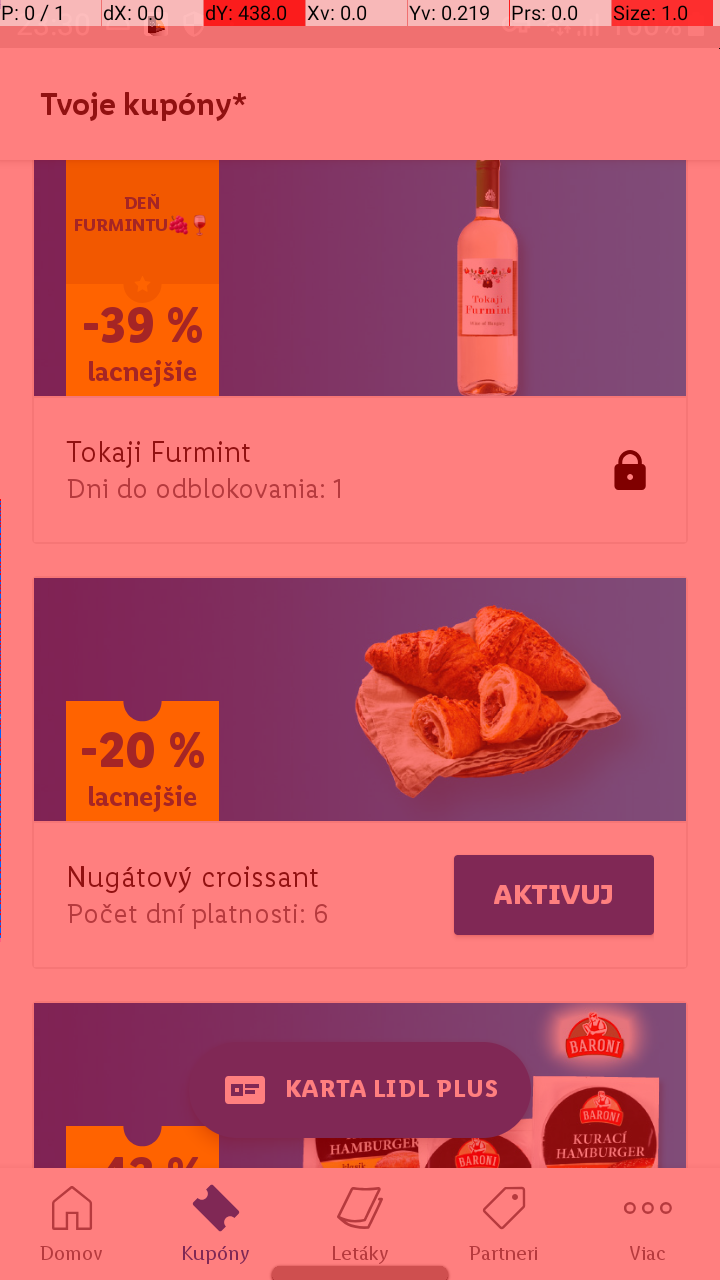 P: 0 / 1 dX: 0.0 dY: 438.0 Xv: 0.0 Yv: 0.219 Prs: 0.0 Size: 1.0
23:30 100%
Tvoje kupóny*
DEŇ
FURMINTU🍇🍷
-39 %
lacnejšie
Tokaji
Furmint
Tokaji Furmint
Dni do odblokovania: 1
-20 %
lacnejšie
Nugátový croissant
Počet dní platnosti: 6
AKTIVUJ
BARONI
KARTA LIDL PLUS
BARONI
HAMBURGER
KURACÍ
HAMBURGER
BARONI
Domov
Kupóny
Letáky
Partneri
Viac